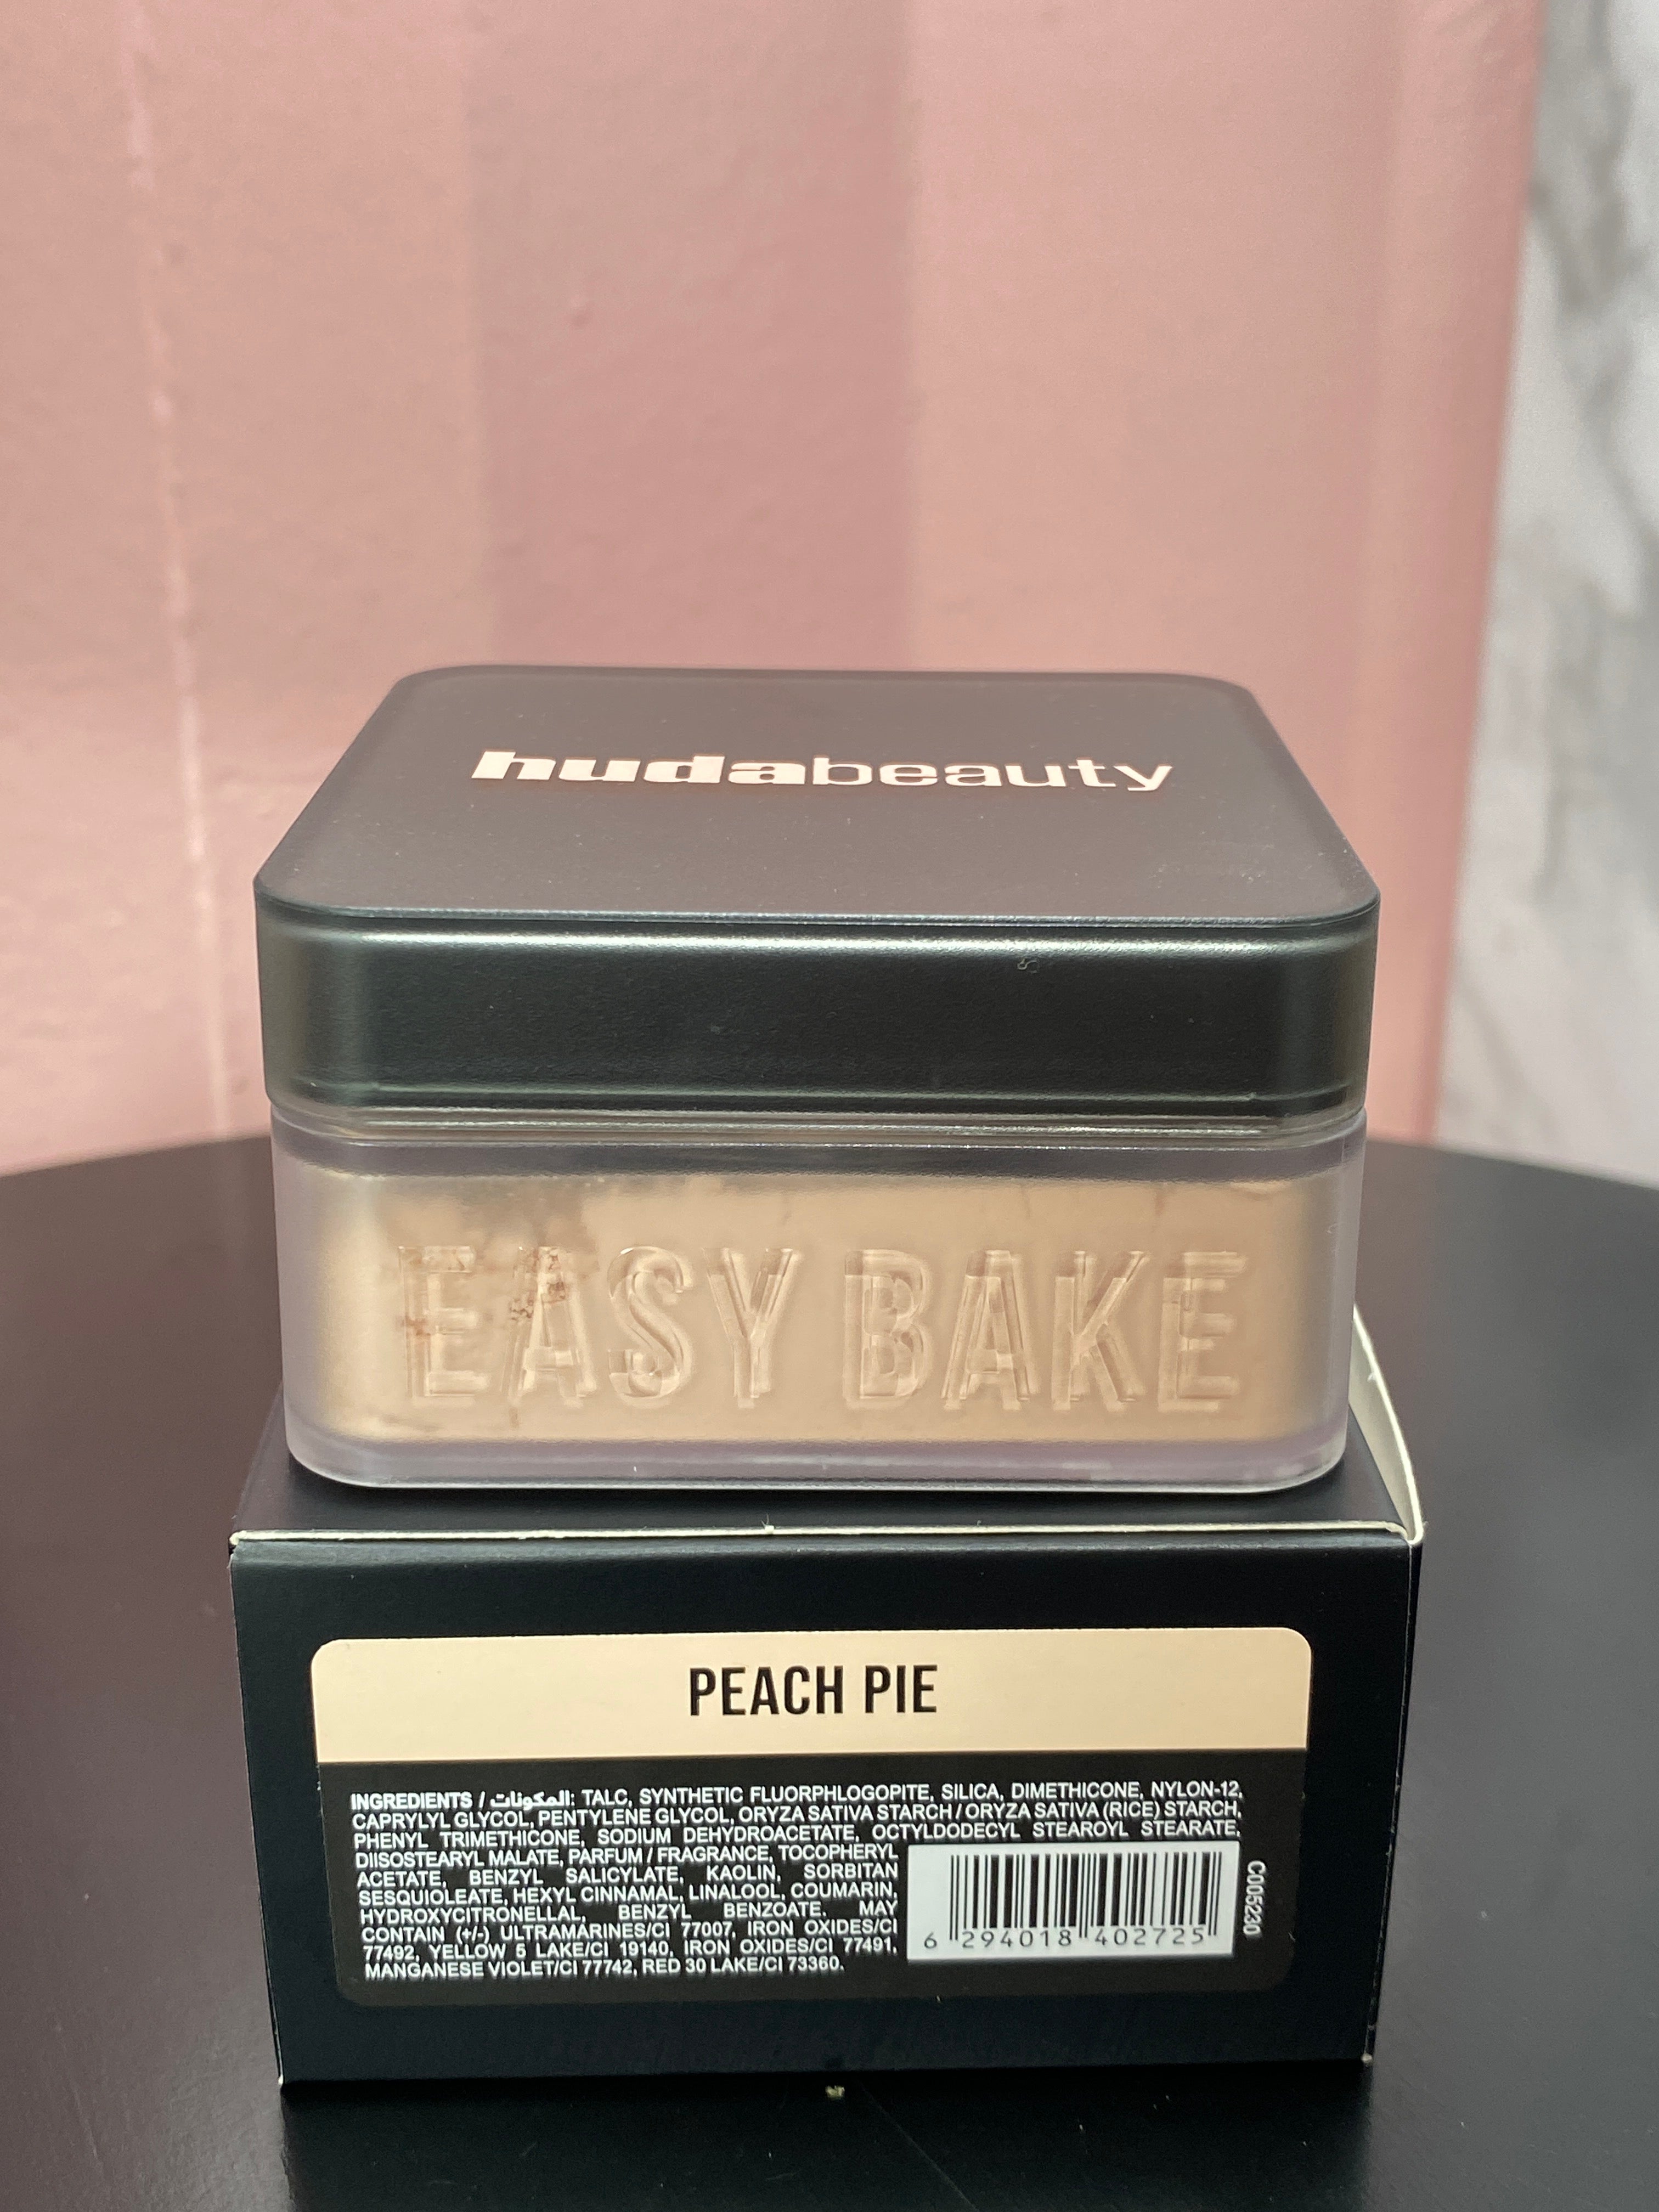 hudabeauty
EASY BAKE
PEACH PIE
INGREDIENTS / المكونات: TALC, SYNTHETIC FLUORPHLOGOPITE, SILICA, DIMETHICONE, NYLON-12,
CAPRYLYL GLYCOL, PENTYLENE GLYCOL, ORYZA SATIVA STARCH / ORYZA SATIVA (RICE) STARCH,
PHENYL TRIMETHICONE, SODIUM DEHYDROACETATE, OCTYLDODECYL STEAROYL STEARATE,
DIISOSTEARYL MALATE, PARFUM / FRAGRANCE, TOCOPHERYL
ACETATE, BENZYL SALICYLATE, KAOLIN, SORBITAN
SESQUIOLEATE, HEXYL CINNAMAL, LINALOOL, COUMARIN,
HYDROXYCITRONELLAL, BENZYL BENZOATE. MAY
CONTAIN (+/-) ULTRAMARINES/CI 77007, IRON OXIDES/CI
77492, YELLOW 5 LAKE/CI 19140, IRON OXIDES/CI 77491,
MANGANESE VIOLET/CI 77742, RED 30 LAKE/CI 73360.
6 294018 402725
C005230